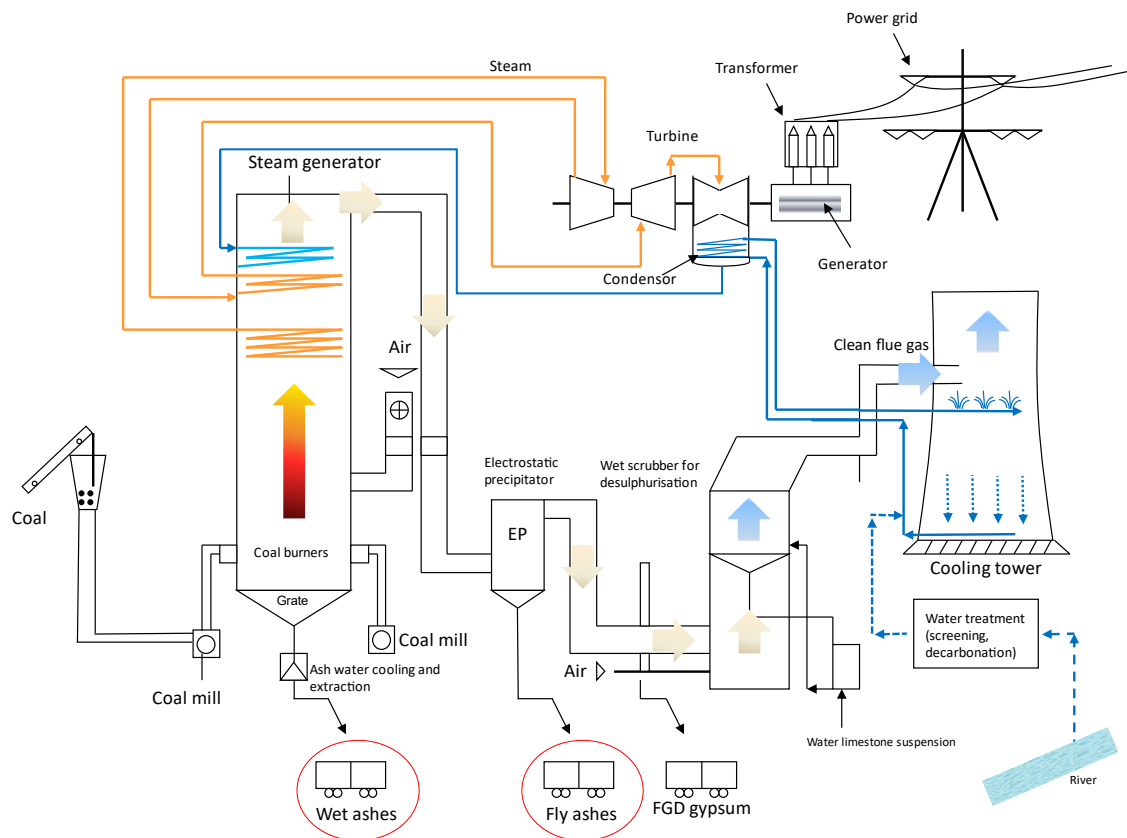 Power grid
Transformer
Steam
Turbine
Steam generator
Generator
Condensor
Clean flue gas
Air
Electrostatic
precipitator
Wet scrubber for
desulphurisation
Coal
EP
Coal burners
Cooling tower
Grate
Water treatment
(screening,
decarbonation)
Coal mill
Ash water cooling and
extraction
Air
Coal mill
Water limestone suspension
River
Wet ashes
Fly ashes
FGD gypsum